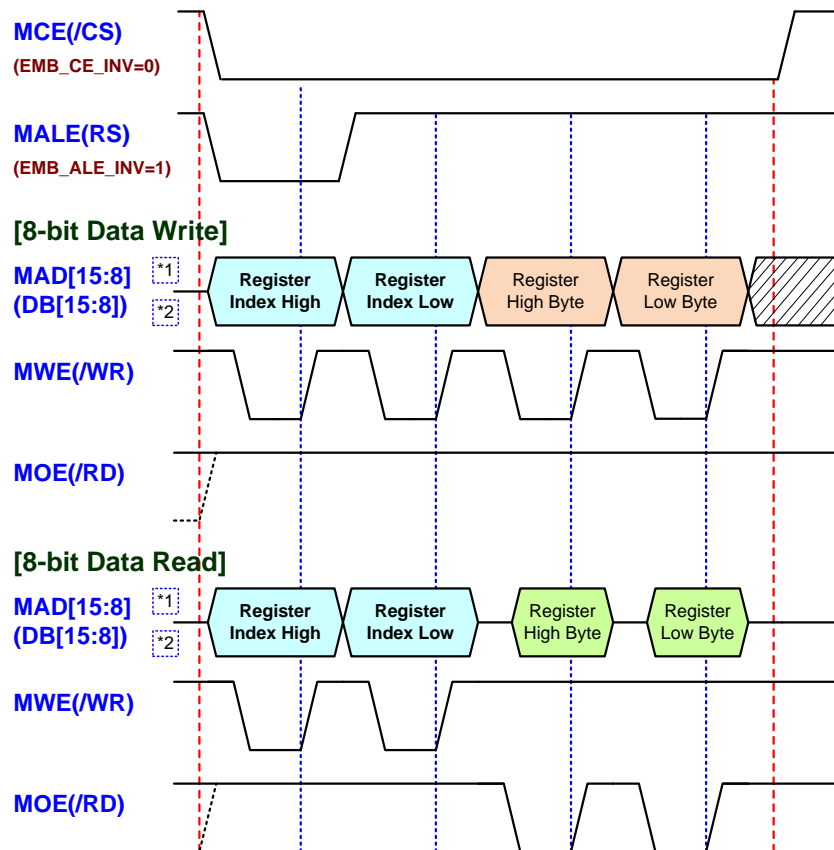 MCE(/CS)
(EMB_CE_INV=0)
MALE(RS)
(EMB_ALE_INV=1)
[8-bit Data Write]
MAD[15:8]
(DB[15:8])
*1
*2
Register
Index High
Register
Index Low
Register
High Byte
Register
Low Byte
MWE(/WR)
MOE(/RD)
[8-bit Data Read]
MAD[15:8]
(DB[15:8])
*1
*2
Register
Index High
Register
Index Low
Register
High Byte
Register
Low Byte
MWE(/WR)
MOE(/RD)